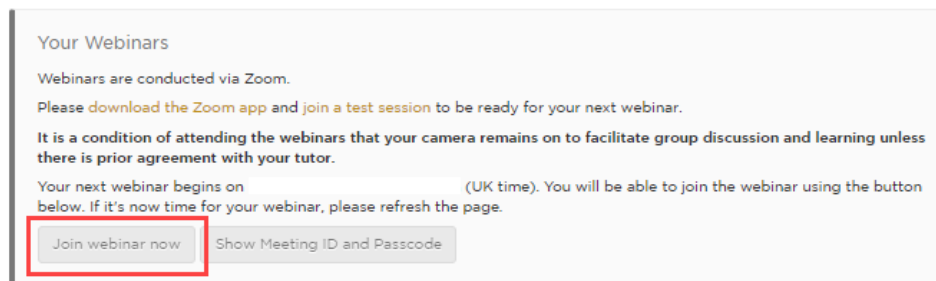 Your Webinars
Webinars are conducted via Zoom.
Please download the Zoom app and join a test session to be ready for your next webinar.
It is a condition of attending the webinars that your camera remains on to facilitate group discussion and learning unless
there is prior agreement with your tutor.
Your next webinar begins on (UK time). You will be able to join the webinar using the button
below. If it's now time for your webinar, please refresh the page.
Join webinar now Show Meeting ID and Passcode